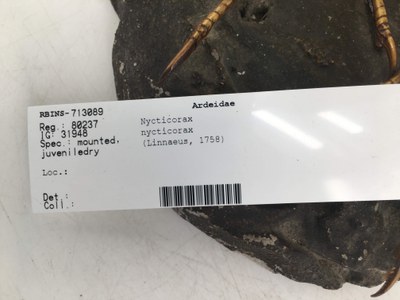 Ardeidae
RBINS-713089
Reg.: 80237
IG: 31948
Spec.: mounted,
juveniledry
Nycticorax
nycticorax
(Linnaeus, 1758)
Loc.:
Det.:
Coll.: